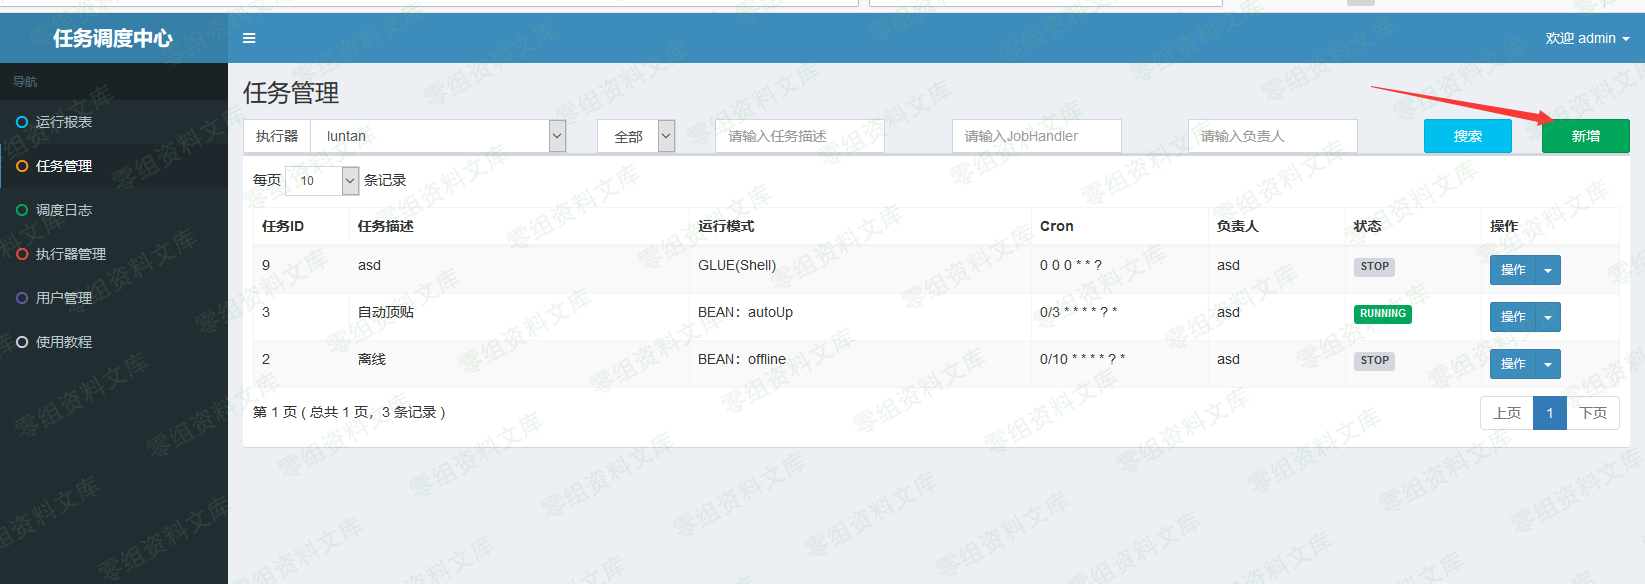 任务调度中心
欢迎 admin
导航
运行报表
任务管理
调度日志
执行器管理
用户管理
使用教程
任务管理
执行器 luntan 全部 请输入任务描述 请输入JobHandler 请输入负责人 搜索 新增
每页 10 条记录
任务ID 任务描述 运行模式 Cron 负责人 状态 操作
9 asd GLUE(Shell) 0 0 0 * * ? asd STOP 操作
3 自动顶贴 BEAN：autoUp 0/3 * * * * ? * asd RUNNING 操作
2 离线 BEAN：offline 0/10 * * * * ? * asd STOP 操作
第 1 页 ( 总共 1 页，3 条记录 ) 上页 1 下页
零组资料文库